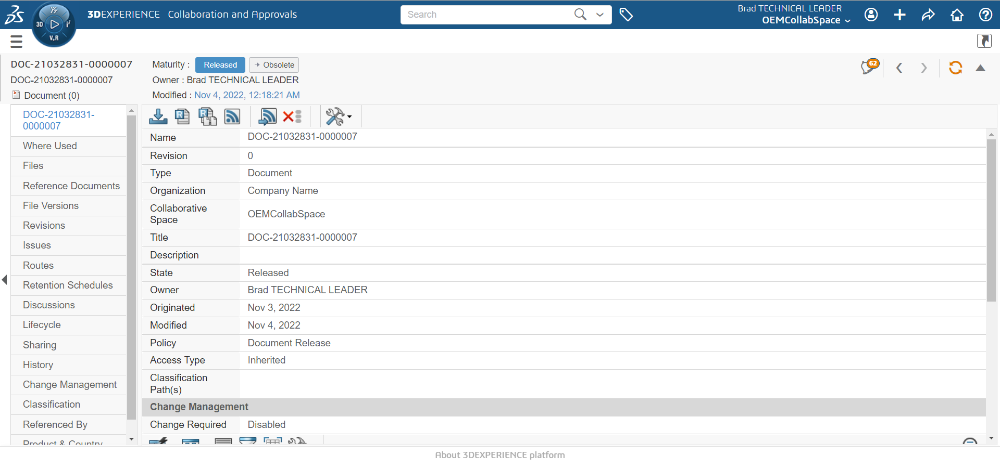 3DEXPERIENCE Collaboration and Approvals
Search
Brad TECHNICAL LEADER
OEMCollabSpace
3D
V.R
DOC-21032831-0000007
DOC-21032831-0000007
Document (0)
Maturity : Released Obsolete
Owner : Brad TECHNICAL LEADER
Modified : Nov 4, 2022, 12:18:21 AM
62
DOC-21032831-
0000007
Where Used
Files
Reference Documents
File Versions
Revisions
Issues
Routes
Retention Schedules
Discussions
Lifecycle
Sharing
History
Change Management
Classification
Referenced By
Product & Country
Name DOC-21032831-0000007
Revision 0
Type Document
Organization Company Name
Collaborative
Space
OEMCollabSpace
Title DOC-21032831-0000007
Description
State Released
Owner Brad TECHNICAL LEADER
Originated Nov 3, 2022
Modified Nov 4, 2022
Policy Document Release
Access Type Inherited
Classification
Path(s)
Change Management
Change Required Disabled
About 3DEXPERIENCE platform